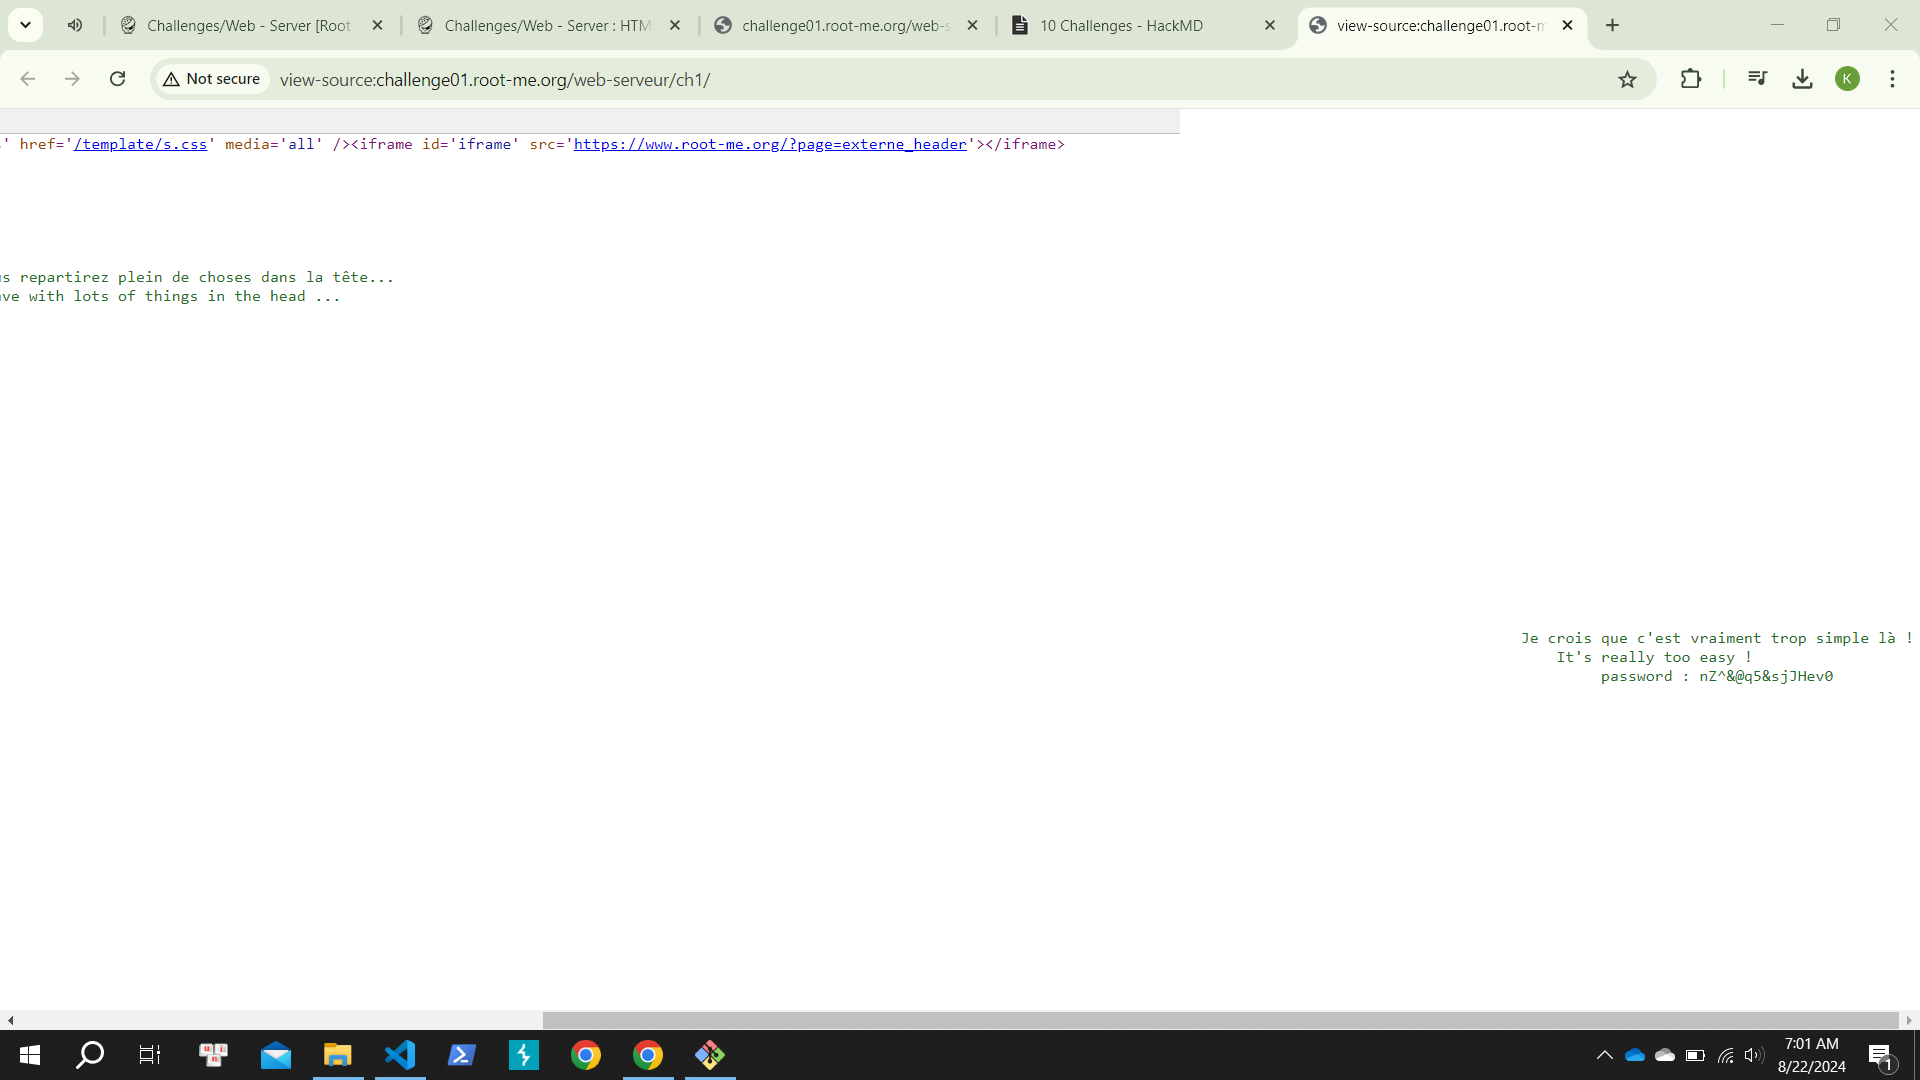 Challenges/Web - Server [Root
Challenges/Web - Server : HTM
challenge01.root-me.org/web-s
10 Challenges - HackMD
view-source:challenge01.root-m
Not secure
view-source:challenge01.root-me.org/web-serveur/ch1/
K
' href='/template/s.css' media='all' /><iframe id='iframe' src='https://www.root-me.org/?page=externe_header'></iframe>
s repartirez plein de choses dans la tête...
ve with lots of things in the head ...
Je crois que c'est vraiment trop simple là !
It's really too easy !
password : nZ^&@q5&sjJHev0
u n i
7:01 AM
8/22/2024
1